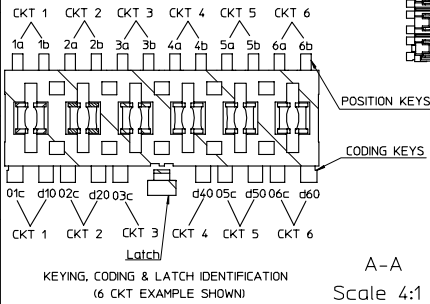 CKT 1 CKT 2 CKT 3 CKT 4 CKT 5 CKT 6
1a 1b 2a 2b 3a 3b 4a 4b 5a 5b 6a 6b
POSITION KEYS
CODING KEYS
01c d10 02c d20 03c d40 05c d50 06c d60
CKT 1 CKT 2 CKT 3 CKT 4 CKT 5 CKT 6
Latch
KEYING, CODING & LATCH IDENTIFICATION
(6 CKT EXAMPLE SHOWN)
A-A
Scale 4:1